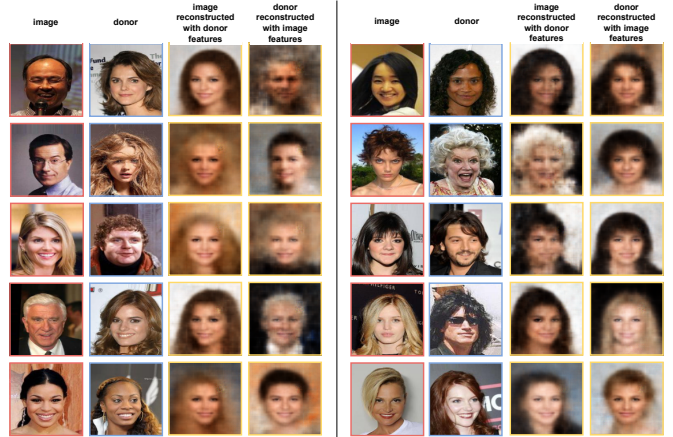 image
donor
image
reconstructed
with donor
features
donor
reconstructed
with image
features
image
donor
image
reconstructed
with donor
features
donor
reconstructed
with image
features
Fund